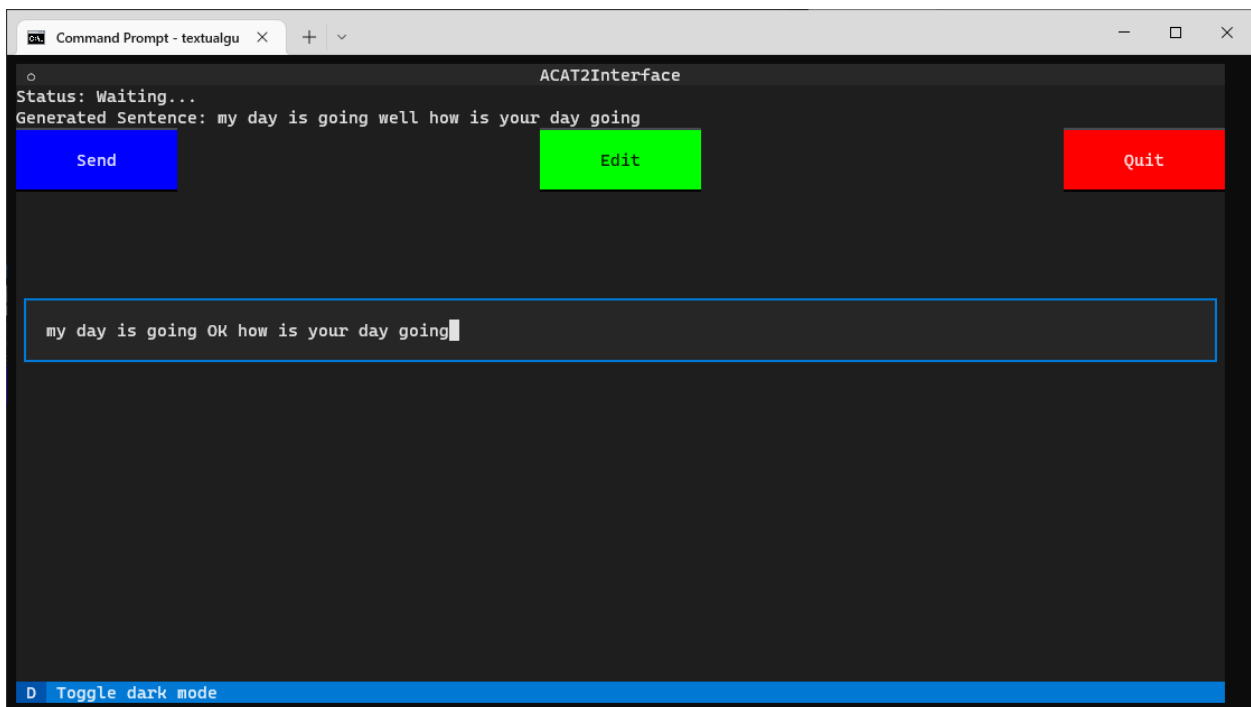 Command Prompt - textualgu
ACAT2Interface
Status: Waiting...
Generated Sentence: my day is going well how is your day going
Send Edit Quit
my day is going OK how is your day going
D Toggle dark mode